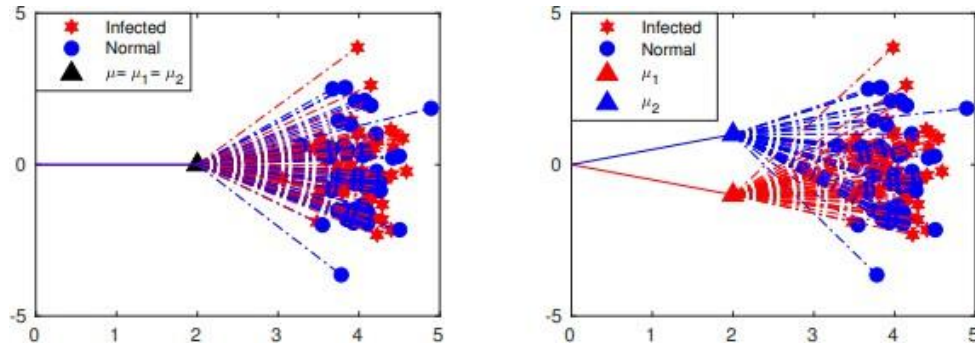 5
Infected
Normal
μ= μ1 = μ2
0
-5
0 1 2 3 4 5
5
Infected
Normal
μ1
μ2
0
-5
0 1 2 3 4 5